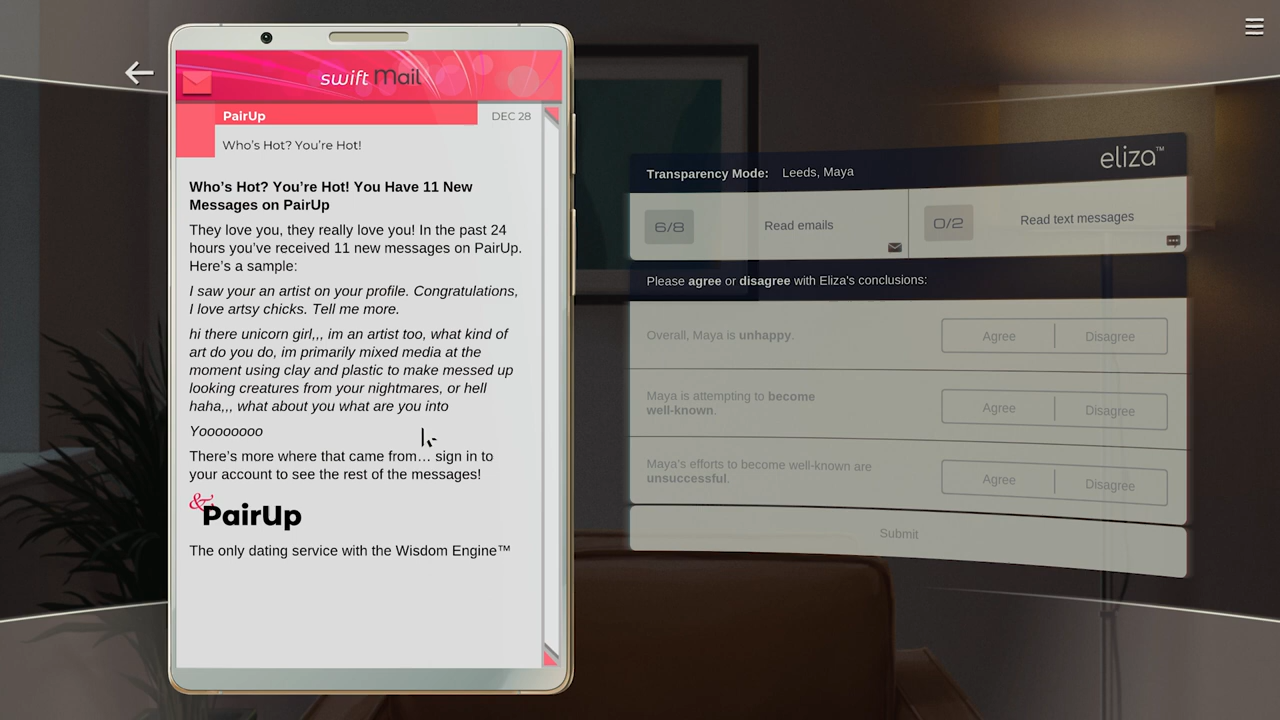 swift Mail
PairUp
DEC 28
Who's Hot? You're Hot!
Who's Hot? You're Hot! You Have 11 New
Messages on PairUp
They love you, they really love you! In the past 24
hours you've received 11 new messages on PairUp.
Here's a sample:
I saw your an artist on your profile. Congratulations,
I love artsy chicks. Tell me more.
hi there unicorn girl,,, im an artist too, what kind of
art do you do, im primarily mixed media at the
moment using clay and plastic to make messed up
looking creatures from your nightmares, or hell
haha,,, what about you what are you into
Yoooooooo
There's more where that came from... sign in to
your account to see the rest of the messages!
& PairUp
The only dating service with the Wisdom Engine™
eliza™
Transparency Mode: Leeds, Maya
6/8 Read emails
0/2 Read text messages
Please agree or disagree with Eliza's conclusions:
Overall, Maya is unhappy.
Agree Disagree
Maya is attempting to become
well-known.
Agree Disagree
Maya's efforts to become well-known are
unsuccessful.
Agree Disagree
Submit